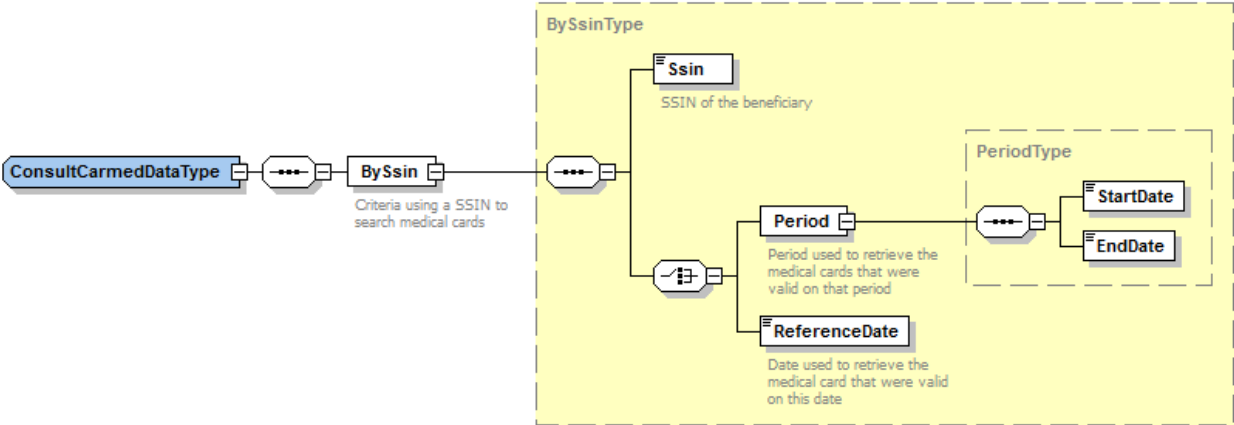 BySsinType
Ssin
SSIN of the beneficiary
ConsultCarmedDataType
BySsin
Criteria using a SSIN to
search medical cards
PeriodType
Period
Period used to retrieve the
medical cards that were
valid on that period
StartDate
EndDate
ReferenceDate
Date used to retrieve the
medical card that were valid
on this date